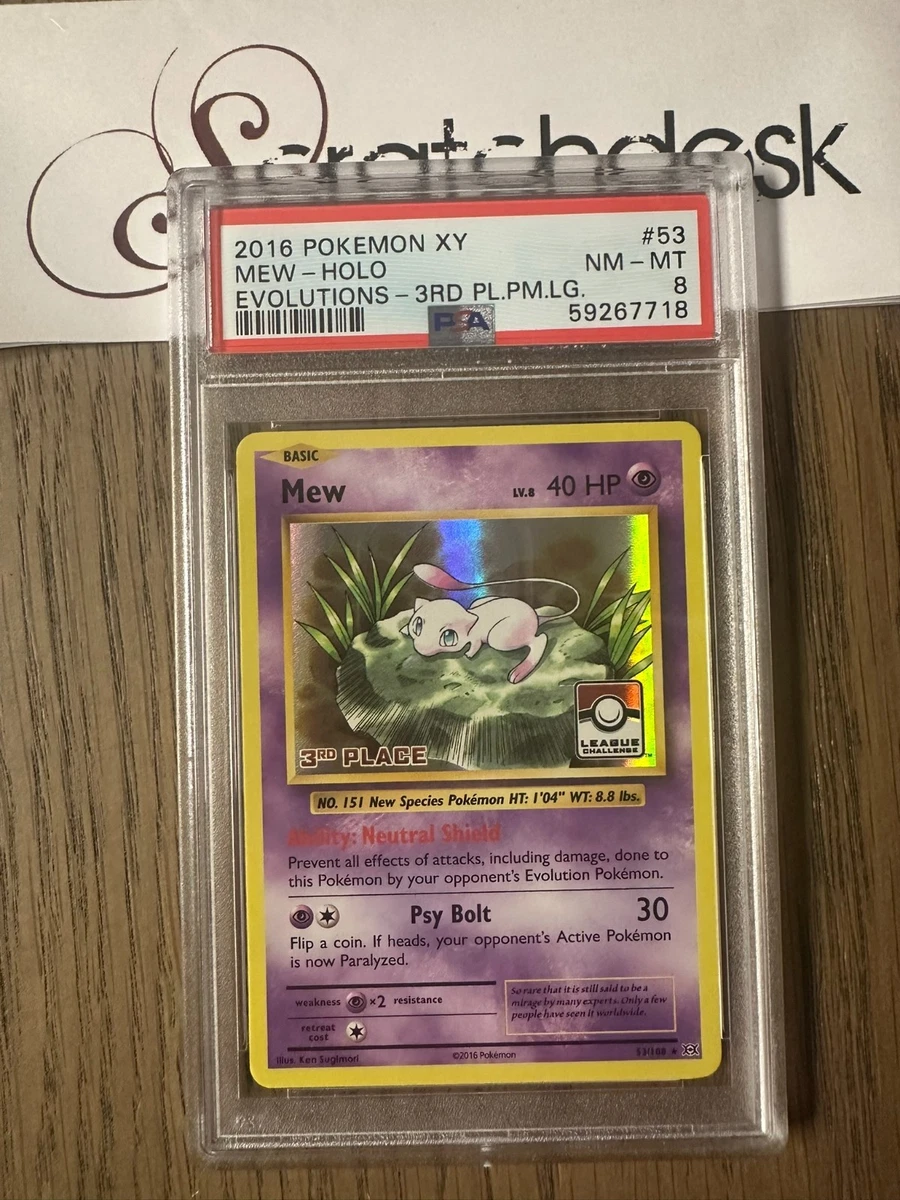 Scratchdesk
2016 POKEMON XY #53
MEW - HOLO NM - MT
EVOLUTIONS - 3RD PL.PM.LG. 8
59267718
PSA
BASIC
Mew LV.8 40 HP
3RD PLACE
LEAGUE
CHALLENGE
TM
NO. 151 New Species Pokémon HT: 1'04" WT: 8.8 lbs.
Ability: Neutral Shield
Prevent all effects of attacks, including damage, done to
this Pokémon by your opponent's Evolution Pokémon.
Psy Bolt 30
Flip a coin. If heads, your opponent's Active Pokémon
is now Paralyzed.
weakness ×2 resistance
retreat
cost
So rare that it is still said to be a
mirage by many experts. Only a few
people have seen it worldwide.
Illus. Ken Sugimori ©2016 Pokémon 53/108 ★